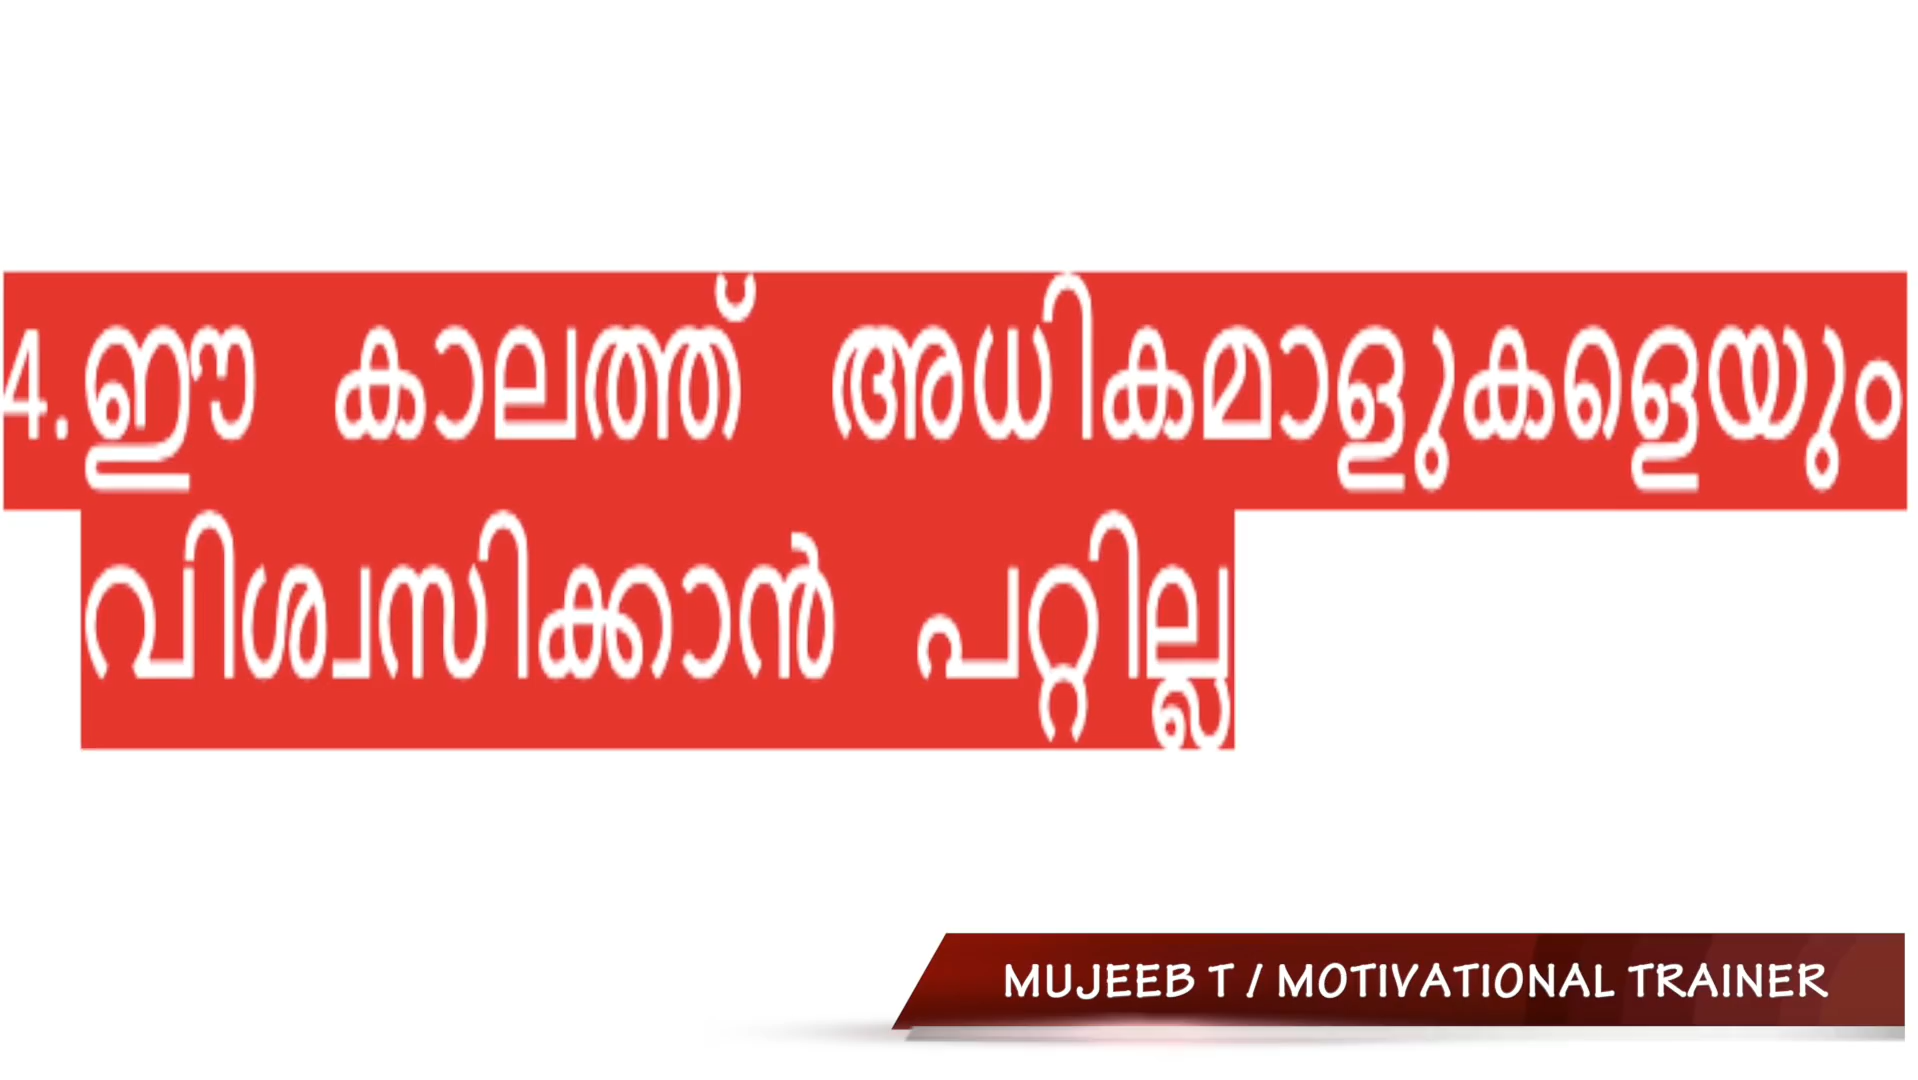 4.ഈ കാലത്ത് അധികമാളുകളെയും
വിശ്വസിക്കാൻ പറ്റില്ല
MUJEEB T / MOTIVATIONAL TRAINER